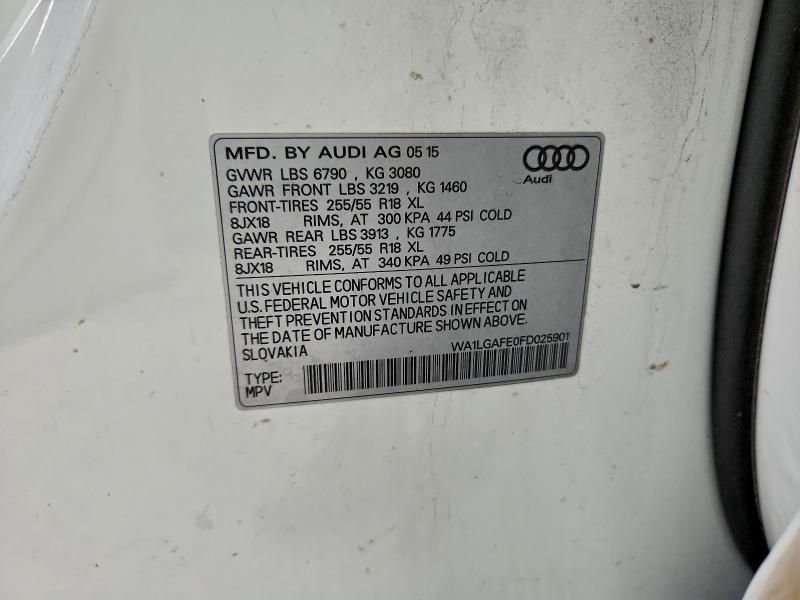 MFD. BY AUDI AG 05 15
Audi
GVWR LBS 6790 , KG 3080
GAWR FRONT LBS 3219 , KG 1460
FRONT-TIRES 255/55 R18 XL
8JX18 RIMS, AT 300 KPA 44 PSI COLD
GAWR REAR LBS 3913 , KG 1775
REAR-TIRES 255/55 R18 XL
8JX18 RIMS, AT 340 KPA 49 PSI COLD
THIS VEHICLE CONFORMS TO ALL APPLICABLE
U.S. FEDERAL MOTOR VEHICLE SAFETY AND
THEFT PREVENTION STANDARDS IN EFFECT ON
THE DATE OF MANUFACTURE SHOWN ABOVE.
SLOVAKIA WA1LGAFE0FD025901
TYPE:
MPV